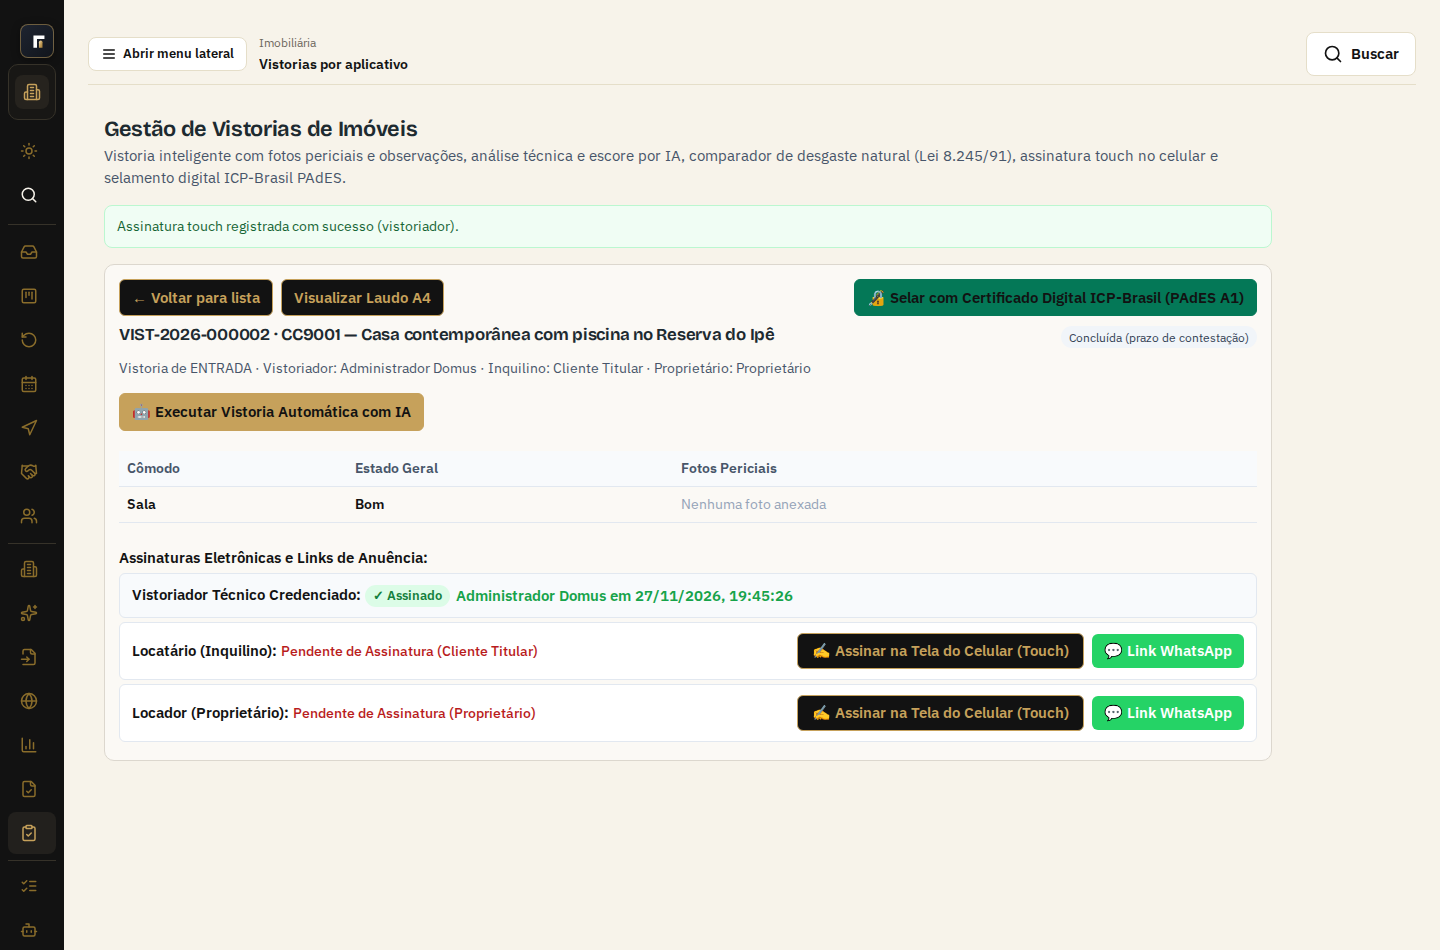 Abrir menu lateral
Imobiliária
Vistorias por aplicativo
Buscar
Gestão de Vistorias de Imóveis
Vistoria inteligente com fotos periciais e observações, análise técnica e escore por IA, comparador de desgaste natural (Lei 8.245/91), assinatura touch no celular e
selamento digital ICP-Brasil PAdES.
Assinatura touch registrada com sucesso (vistoriador).
← Voltar para lista
Visualizar Laudo A4
🔏 Selar com Certificado Digital ICP-Brasil (PAdES A1)
VIST-2026-000002 · CC9001 — Casa contemporânea com piscina no Reserva do Ipê
Concluída (prazo de contestação)
Vistoria de ENTRADA · Vistoriador: Administrador Domus · Inquilino: Cliente Titular · Proprietário: Proprietário
🤖 Executar Vistoria Automática com IA
Cômodo Estado Geral Fotos Periciais
Sala Bom Nenhuma foto anexada
Assinaturas Eletrônicas e Links de Anuência:
Vistoriador Técnico Credenciado: ✓ Assinado Administrador Domus em 27/11/2026, 19:45:26
Locatário (Inquilino): Pendente de Assinatura (Cliente Titular)
✍️ Assinar na Tela do Celular (Touch)
💬 Link WhatsApp
Locador (Proprietário): Pendente de Assinatura (Proprietário)
✍️ Assinar na Tela do Celular (Touch)
💬 Link WhatsApp